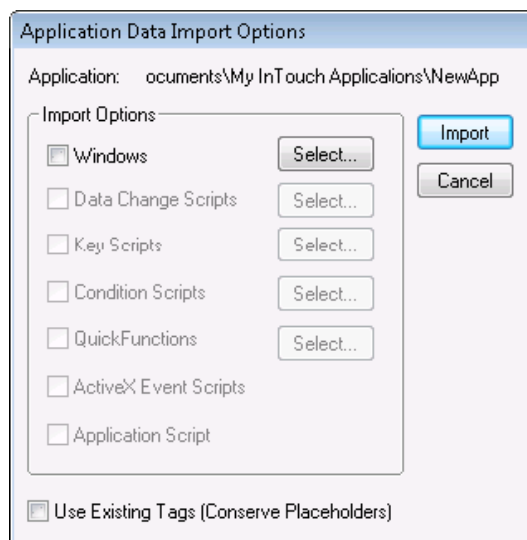 Application Data Import Options
Application: ocuments\My InTouch Applications\NewApp
Import Options
Import
Windows Select...
Cancel
Data Change Scripts Select...
Key Scripts Select...
Condition Scripts Select...
QuickFunctions Select...
ActiveX Event Scripts
Application Script
Use Existing Tags (Conserve Placeholders)